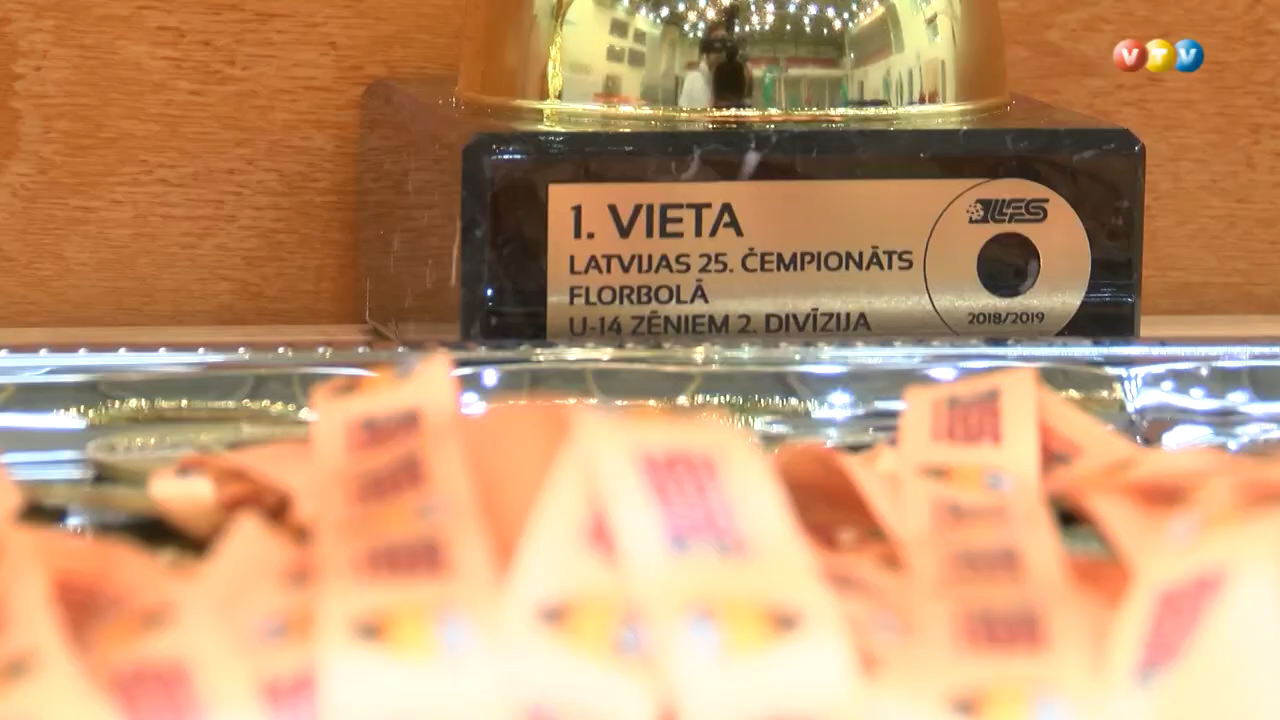 VTV
1. VIETA
LATVIJAS 25. ČEMPIONĀTS
FLORBOLĀ
U-14 ZĒNIEM 2. DIVĪZIJA
LFS
2018/2019